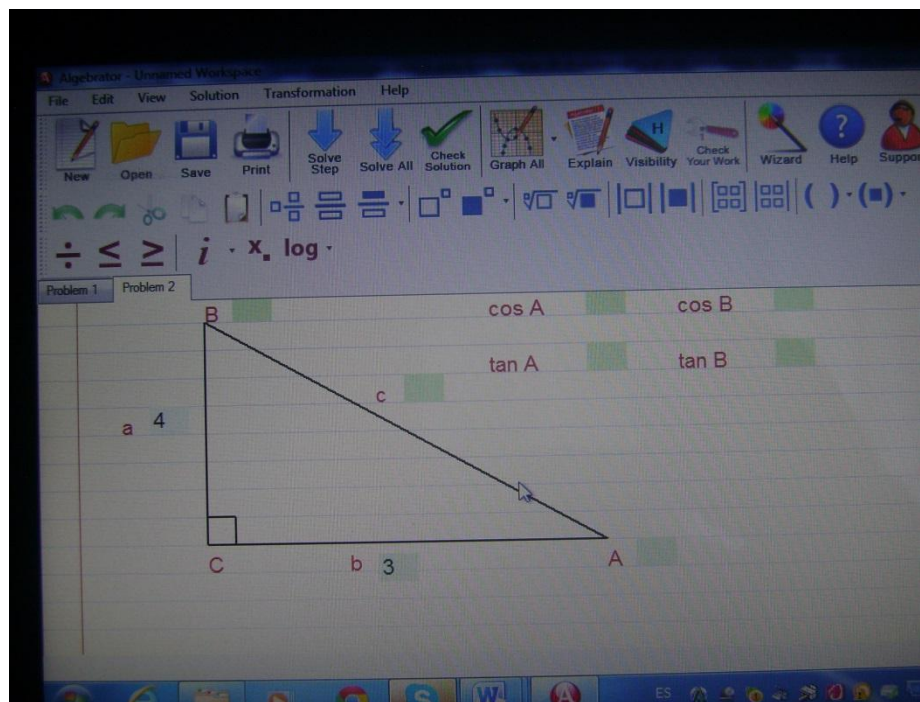 Algebrator - Unnamed Workspace
File Edit View Solution Transformation Help
New Open Save Print Solve Step Solve All Check Solution Graph All Explain Visibility Check Your Work Wizard Help Suppor
i x log
Problem 1 Problem 2
B cos A cos B
tan A tan B
c
a 4
C b 3 A
ES